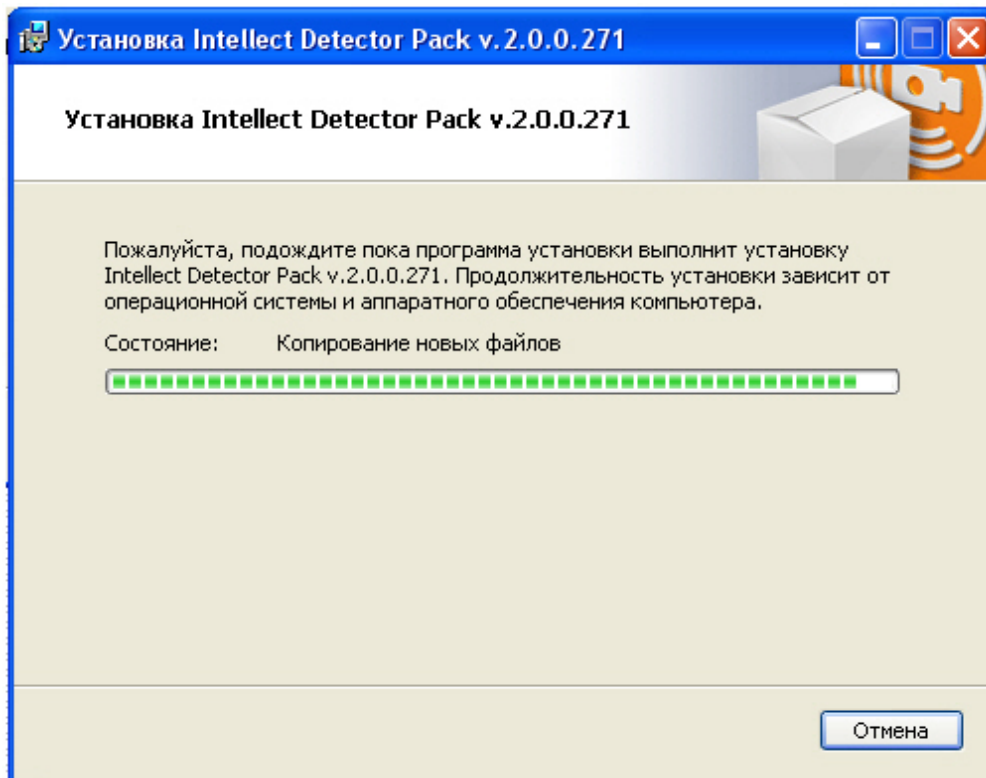 Установка Intellect Detector Pack v.2.0.0.271
Установка Intellect Detector Pack v.2.0.0.271
Пожалуйста, подождите пока программа установки выполнит установку
Intellect Detector Pack v.2.0.0.271. Продолжительность установки зависит от
операционной системы и аппаратного обеспечения компьютера.
Состояние: Копирование новых файлов
Отмена